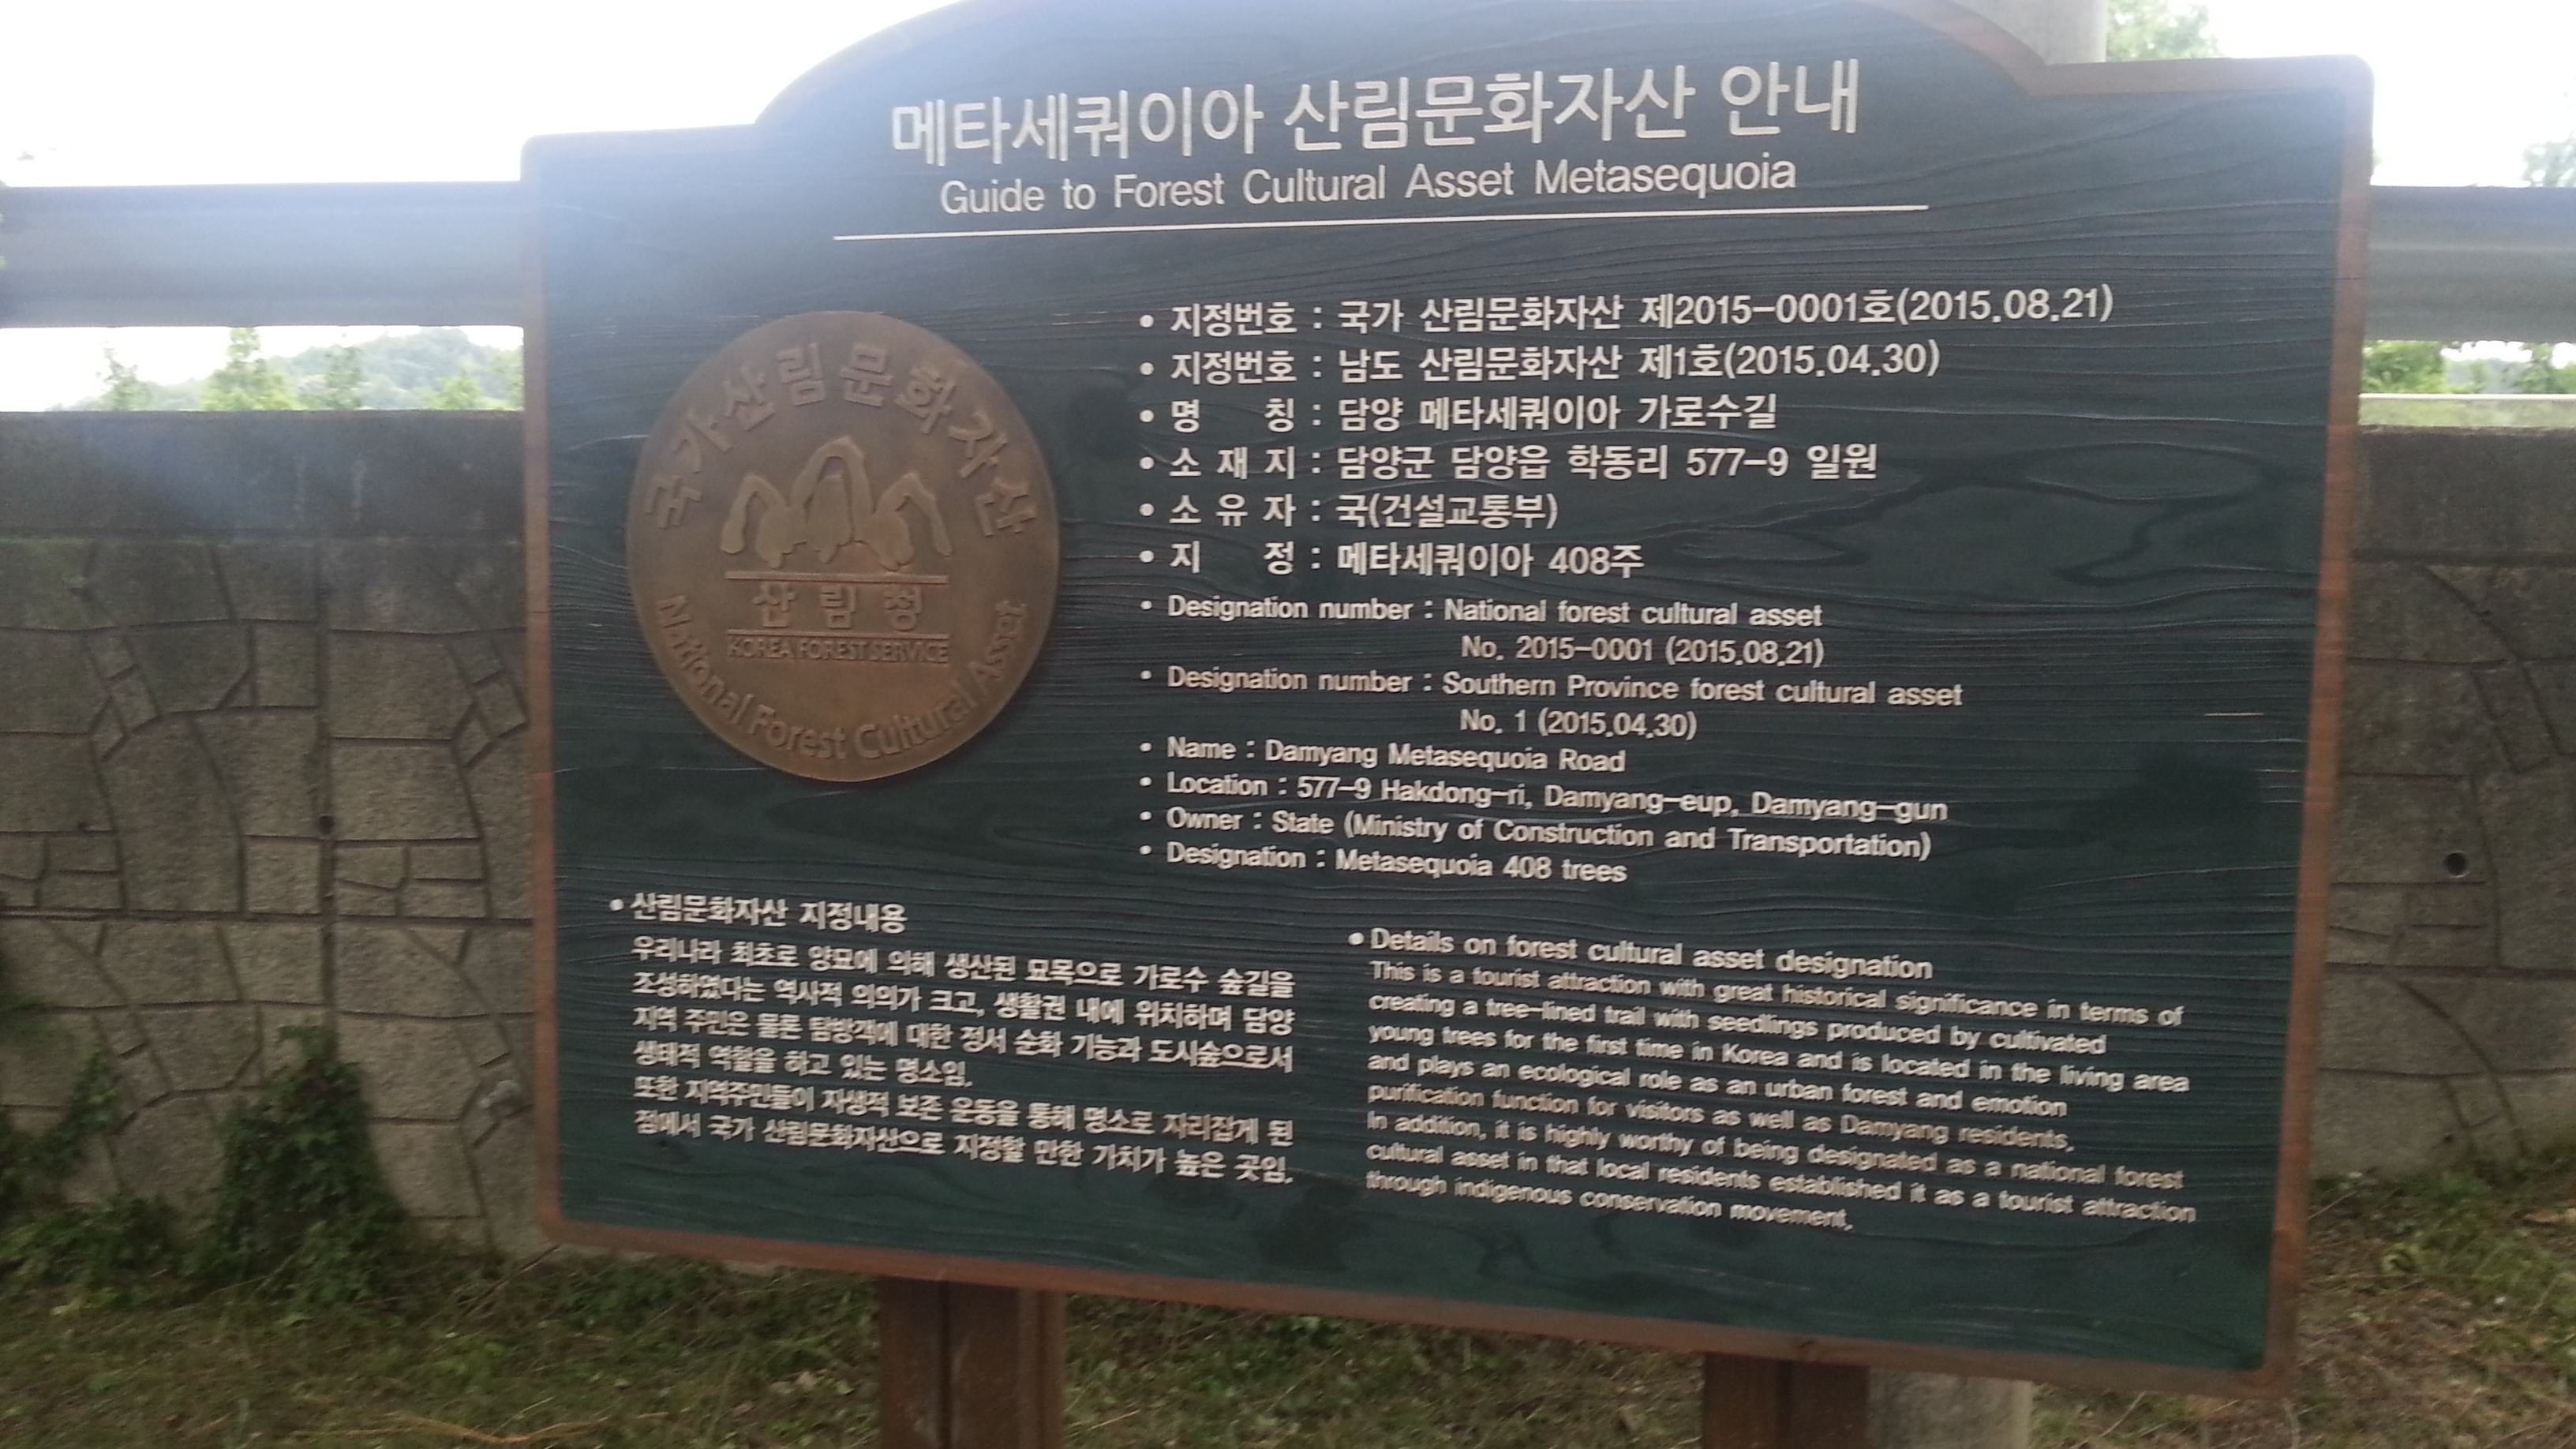 메타세쿼이아 산림문화자산 안내
Guide to Forest Cultural Asset Metasequoia
국가산림문화자산
산림청
KOREA FOREST SERVICE
National Forest Cultural Asset
• 지정번호 : 국가 산림문화자산 제2015-0001호(2015.08.21)
• 지정번호 : 남도 산림문화자산 제1호(2015.04.30)
• 명 칭 : 담양 메타세쿼이아 가로수길
• 소 재 지 : 담양군 담양읍 학동리 577-9 일원
• 소 유 자 : 국(건설교통부)
• 지 정 : 메타세쿼이아 408주
• Designation number : National forest cultural asset
No. 2015-0001 (2015.08.21)
• Designation number : Southern Province forest cultural asset
No. 1 (2015.04.30)
• Name : Damyang Metasequoia Road
• Location : 577-9 Hakdong-ri, Damyang-eup, Damyang-gun
• Owner : State (Ministry of Construction and Transportation)
• Designation : Metasequoia 408 trees
• 산림문화자산 지정내용
우리나라 최초로 양묘에 의해 생산된 묘목으로 가로수 숲길을
조성하였다는 역사적 의의가 크고, 생활권 내에 위치하며 담양
지역 주민은 물론 탐방객에 대한 정서 순화 기능과 도시숲으로서
생태적 역할을 하고 있는 명소임.
또한 지역주민들이 자생적 보존 운동을 통해 명소로 자리잡게 된
점에서 국가 산림문화자산으로 지정할 만한 가치가 높은 곳임.
• Details on forest cultural asset designation
This is a tourist attraction with great historical significance in terms of
creating a tree-lined trail with seedlings produced by cultivated
young trees for the first time in Korea and is located in the living area
and plays an ecological role as an urban forest and emotion
purification function for visitors as well as Damyang residents.
In addition, it is highly worthy of being designated as a national forest
cultural asset in that local residents established it as a tourist attraction
through indigenous conservation movement.